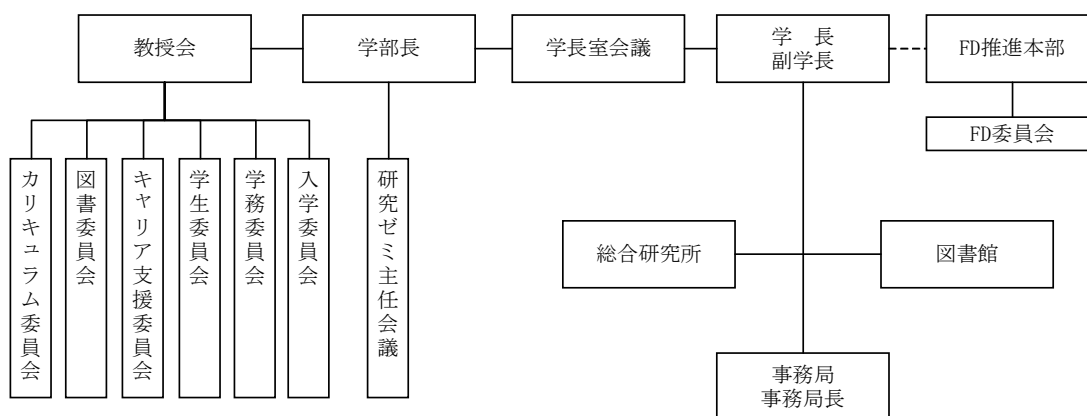 教授会
学部長
学長室会議
学　長
副学長
FD推進本部
FD委員会
カリキュラム委員会
図書委員会
キャリア支援委員会
学生委員会
学務委員会
入学委員会
研究ゼミ主任会議
総合研究所
図書館
事務局
事務局長